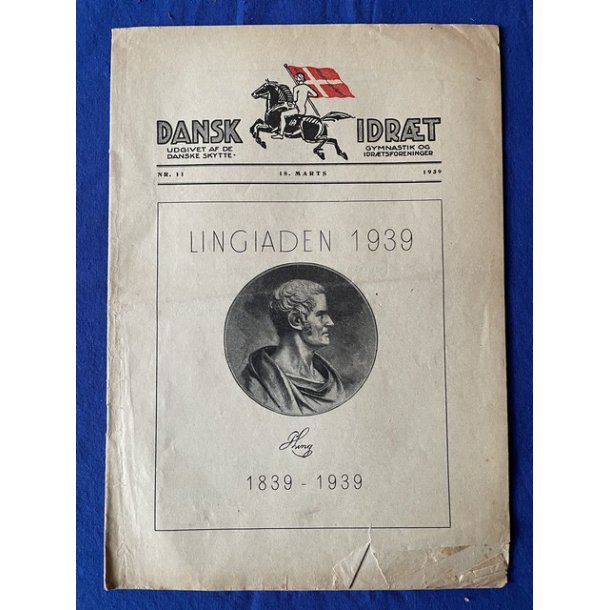 DANSK IDRÆT
UDGIVET AF DE DANSKE SKYTTE-
GYMNASTIK OG IDRÆTSFORENINGER
NR. 11 18. MARTS 1939
LINGIADEN 1939
PLing
1839 - 1939